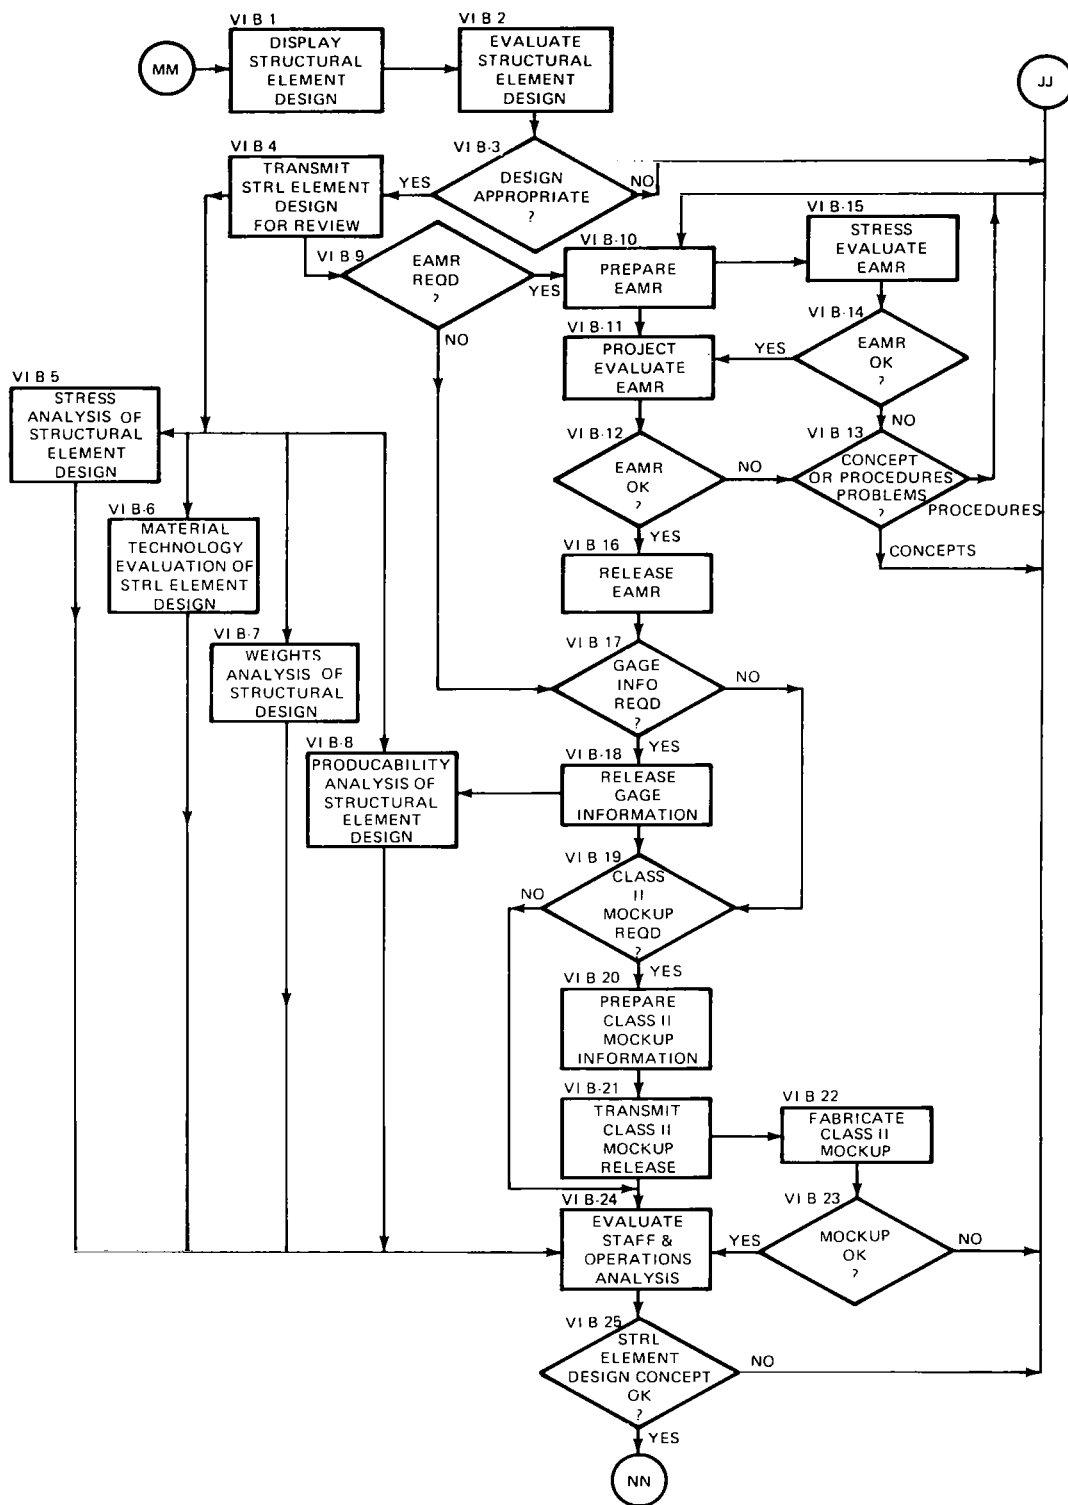 VI B 1
DISPLAY
STRUCTURAL
ELEMENT
DESIGN
VI B 2
EVALUATE
STRUCTURAL
ELEMENT
DESIGN
MM
JJ
VI B 4
TRANSMIT
STRL ELEMENT
DESIGN
FOR REVIEW
VI B-3
DESIGN
APPROPRIATE
?
YES
NO
VI B 9
EAMR
REQD
?
YES
NO
VI B-10
PREPARE
EAMR
VI B-15
STRESS
EVALUATE
EAMR
VI B-11
PROJECT
EVALUATE
EAMR
VI B-14
EAMR
OK
?
YES
NO
VI B 5
STRESS
ANALYSIS OF
STRUCTURAL
ELEMENT
DESIGN
VI B-12
EAMR
OK
?
NO
YES
VI B 13
CONCEPT
OR PROCEDURES
PROBLEMS
?
PROCEDURES
CONCEPTS
VI B-6
MATERIAL
TECHNOLOGY
EVALUATION OF
STRL ELEMENT
DESIGN
VI B 16
RELEASE
EAMR
VI B-7
WEIGHTS
ANALYSIS OF
STRUCTURAL
DESIGN
VI B 17
GAGE
INFO
REQD
?
NO
YES
VI B-8
PRODUCABILITY
ANALYSIS OF
STRUCTURAL
ELEMENT
DESIGN
VI B-18
RELEASE
GAGE
INFORMATION
VI B 19
CLASS
II
MOCKUP
REQD
?
NO
YES
VI B 20
PREPARE
CLASS II
MOCKUP
INFORMATION
VI B-21
TRANSMIT
CLASS II
MOCKUP
RELEASE
VI B 22
FABRICATE
CLASS II
MOCKUP
VI B-24
EVALUATE
STAFF &
OPERATIONS
ANALYSIS
VI B 23
MOCKUP
OK
?
YES
NO
VI B 25
STRL
ELEMENT
DESIGN CONCEPT
OK
?
NO
YES
NN